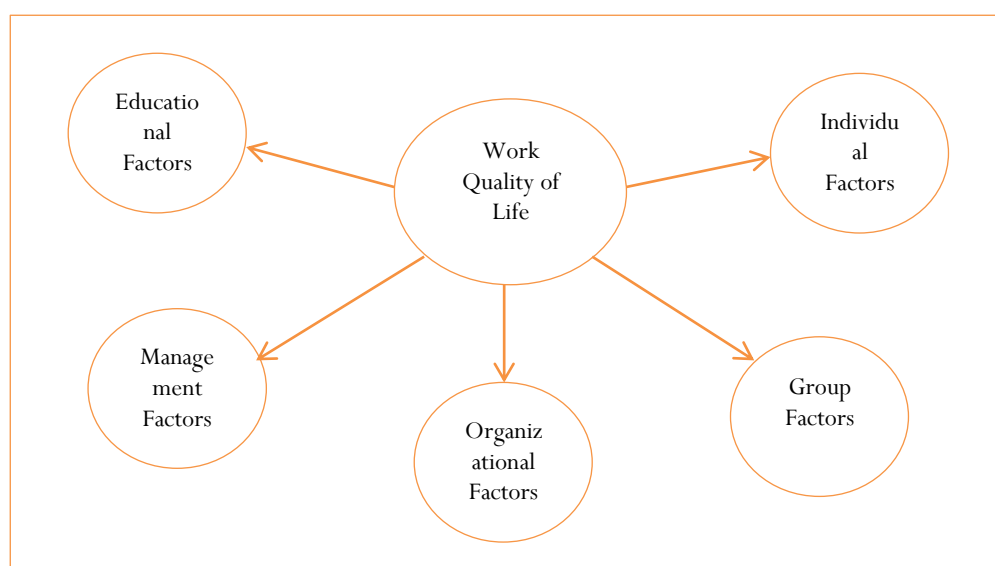 Educatio
nal
Factors
Work
Quality of
Life
Individu
al
Factors
Manage
ment
Factors
Organiz
ational
Factors
Group
Factors